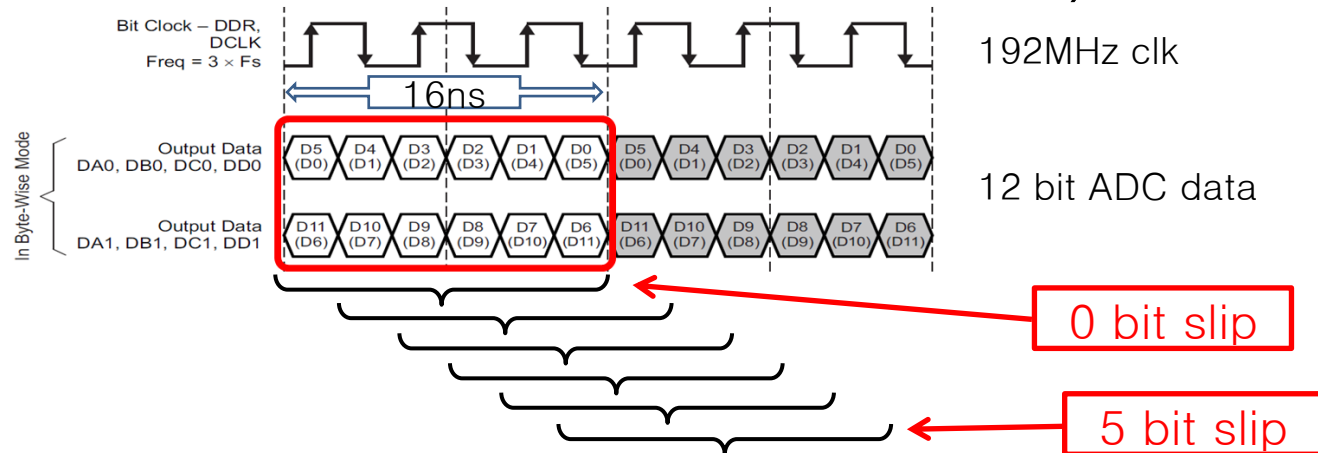 Bit Clock – DDR,
DCLK
Freq = 3 × Fs
192MHz clk
16ns
In Byte-Wise Mode
Output Data
DA0, DB0, DC0, DD0
D5 D4 D3 D2 D1 D0 D5 D4 D3 D2 D1 D0
(D0) (D1) (D2) (D3) (D4) (D5) (D0) (D1) (D2) (D3) (D4) (D5)
12 bit ADC data
Output Data
DA1, DB1, DC1, DD1
D11 D10 D9 D8 D7 D6 D11 D10 D9 D8 D7 D6
(D6) (D7) (D8) (D9) (D10) (D11) (D6) (D7) (D8) (D9) (D10) (D11)
0 bit slip
5 bit slip